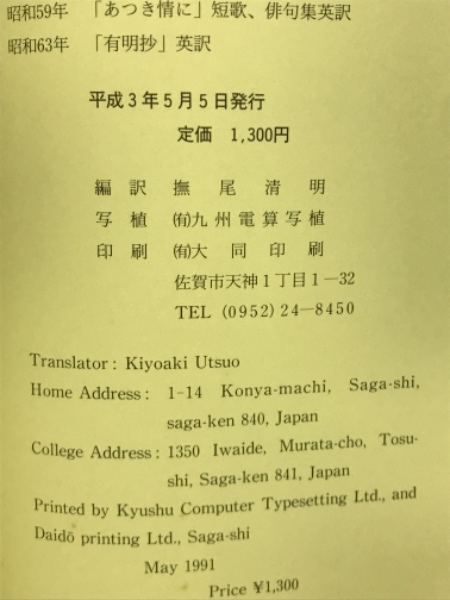 昭和59年 「あつき情に」短歌、俳句集英訳
昭和63年 「有明抄」英訳
平成3年5月5日発行
定価 1,300円
編訳 撫尾清明
写植 ㈲九州電算写植
印刷 ㈲大同印刷
佐賀市天神1丁目1―32
TEL (0952) 24―8450
Translator: Kiyoaki Utsuo
Home Address: 1-14 Konya-machi, Saga-shi,
saga-ken 840, Japan
College Address: 1350 Iwaide, Murata-cho, Tosu-
shi, Saga-ken 841, Japan
Printed by Kyushu Computer Typesetting Ltd., and
Daidō printing Ltd., Saga-shi
May 1991
Price ¥1,300